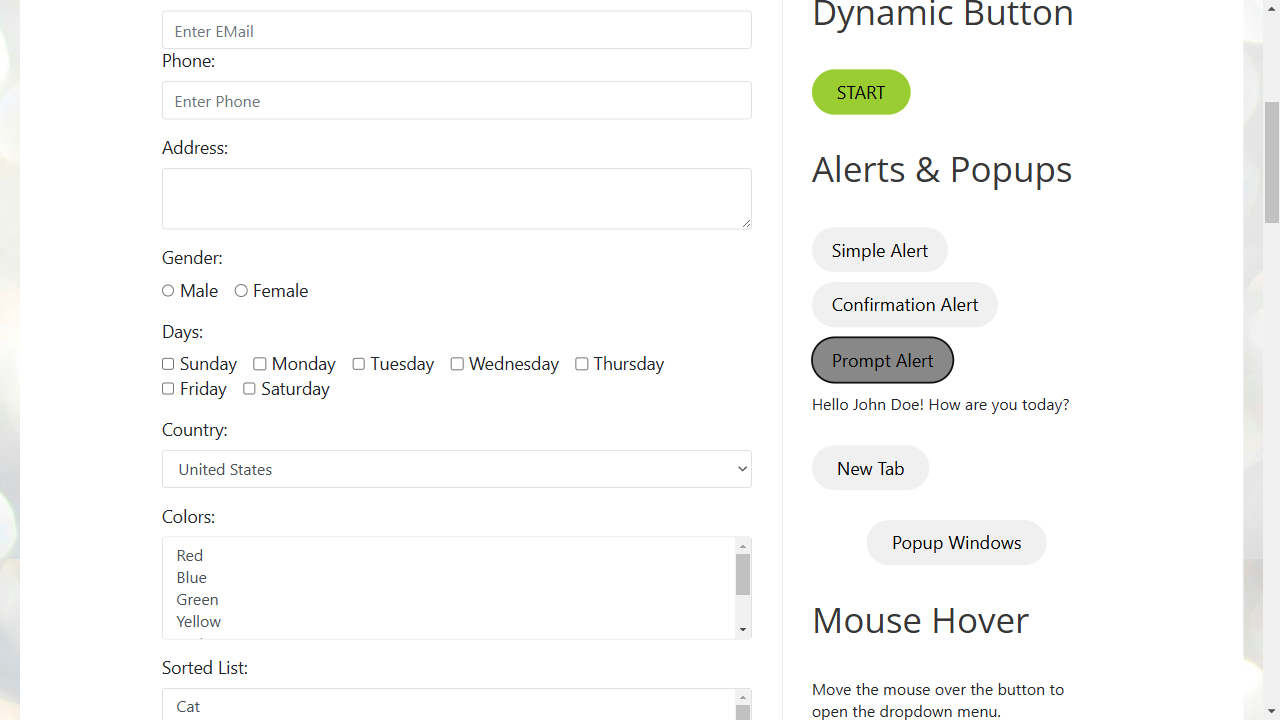 Enter EMail
Phone:
Enter Phone
Address:
Gender:
Male Female
Days:
Sunday Monday Tuesday Wednesday Thursday
Friday Saturday
Country:
United States
Colors:
Red
Blue
Green
Yellow
Sorted List:
Cat
Dynamic Button
START
Alerts & Popups
Simple Alert
Confirmation Alert
Prompt Alert
Hello John Doe! How are you today?
New Tab
Popup Windows
Mouse Hover
Move the mouse over the button to
open the dropdown menu.